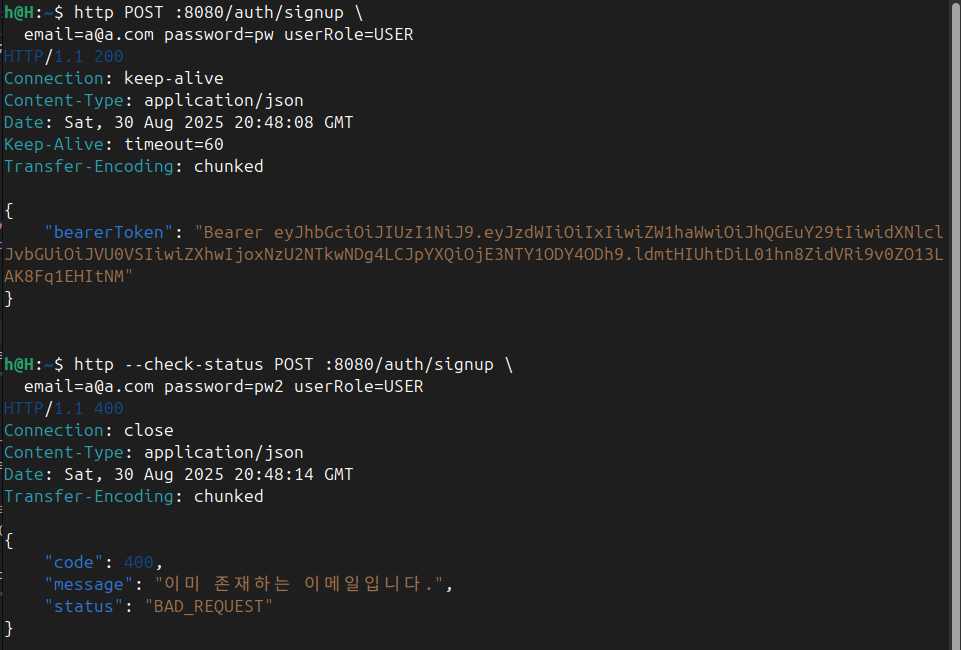 h@H:~$ http POST :8080/auth/signup \
  email=a@a.com password=pw userRole=USER
HTTP/1.1 200
Connection: keep-alive
Content-Type: application/json
Date: Sat, 30 Aug 2025 20:48:08 GMT
Keep-Alive: timeout=60
Transfer-Encoding: chunked
{
    "bearerToken": "Bearer eyJhbGciOiJIUzI1NiJ9.eyJzdWIiOiIxIiwiZW1haWwiOiJhQGEuY29tIiwidXNlcl
JvbGUiOiJVU0VSIiwiZXhwIjoxNzU2NTkwNDg4LCJpYXQiOjE3NTY1ODY4ODh9.ldmtHIUhtDiL01hn8ZidVRi9v0ZO13L
AK8Fq1EHItNM"
}
h@H:~$ http --check-status POST :8080/auth/signup \
  email=a@a.com password=pw2 userRole=USER
HTTP/1.1 400
Connection: close
Content-Type: application/json
Date: Sat, 30 Aug 2025 20:48:14 GMT
Transfer-Encoding: chunked
{
    "code": 400,
    "message": "이미 존재하는 이메일입니다.",
    "status": "BAD_REQUEST"
}